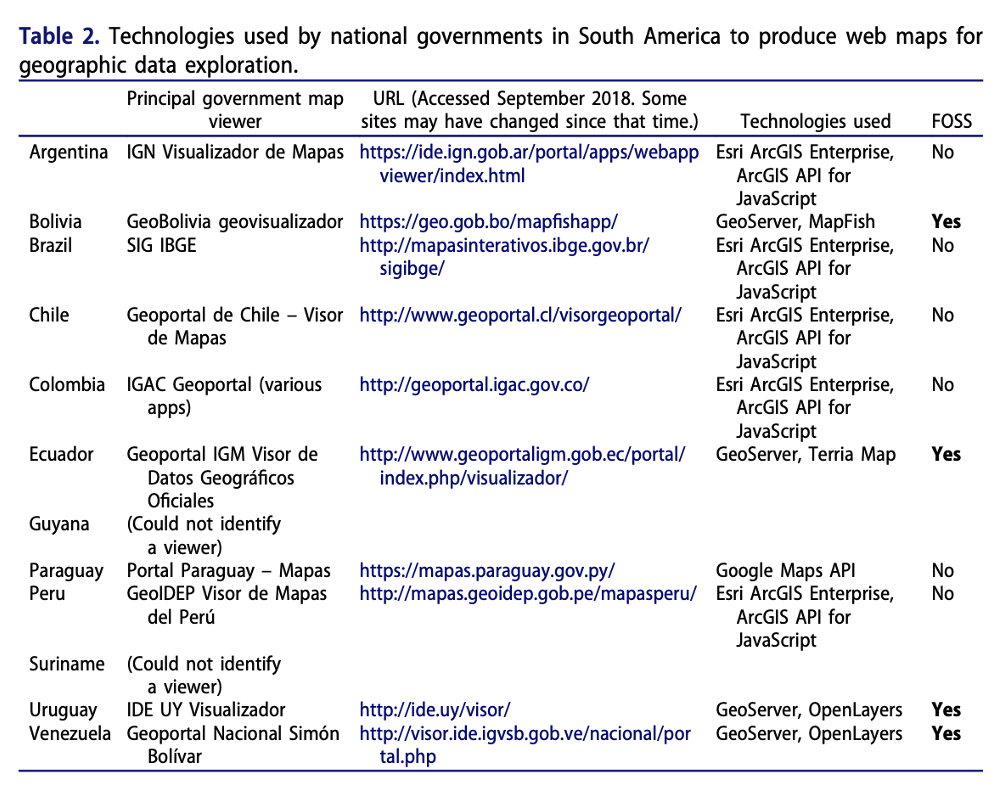 Table 2. Technologies used by national governments in South America to produce web maps for
geographic data exploration.
Principal government map viewer URL (Accessed September 2018. Some sites may have changed since that time.) Technologies used FOSS
Argentina IGN Visualizador de Mapas https://ide.ign.gob.ar/portal/apps/webapp Esri ArcGIS Enterprise, No
viewer/index.html ArcGIS API for
JavaScript
Bolivia GeoBolivia geovisualizador https://geo.gob.bo/mapfishapp/ GeoServer, MapFish Yes
Brazil SIG IBGE http://mapasinterativos.ibge.gov.br/ Esri ArcGIS Enterprise, No
sigibge/ ArcGIS API for
JavaScript
Chile Geoportal de Chile – Visor http://www.geoportal.cl/visorgeoportal/ Esri ArcGIS Enterprise, No
de Mapas ArcGIS API for
JavaScript
Colombia IGAC Geoportal (various http://geoportal.igac.gov.co/ Esri ArcGIS Enterprise, No
apps) ArcGIS API for
JavaScript
Ecuador Geoportal IGM Visor de http://www.geoportaligm.gob.ec/portal/ GeoServer, Terria Map Yes
Datos Geográficos index.php/visualizador/
Oficiales
Guyana (Could not identify
a viewer)
Paraguay Portal Paraguay – Mapas https://mapas.paraguay.gov.py/ Google Maps API No
Peru GeoIDEP Visor de Mapas http://mapas.geoidep.gob.pe/mapasperu/ Esri ArcGIS Enterprise, No
del Perú ArcGIS API for
JavaScript
Suriname (Could not identify
a viewer)
Uruguay IDE UY Visualizador http://ide.uy/visor/ GeoServer, OpenLayers Yes
Venezuela Geoportal Nacional Simón http://visor.ide.igvsb.gob.ve/nacional/por GeoServer, OpenLayers Yes
Bolívar tal.php